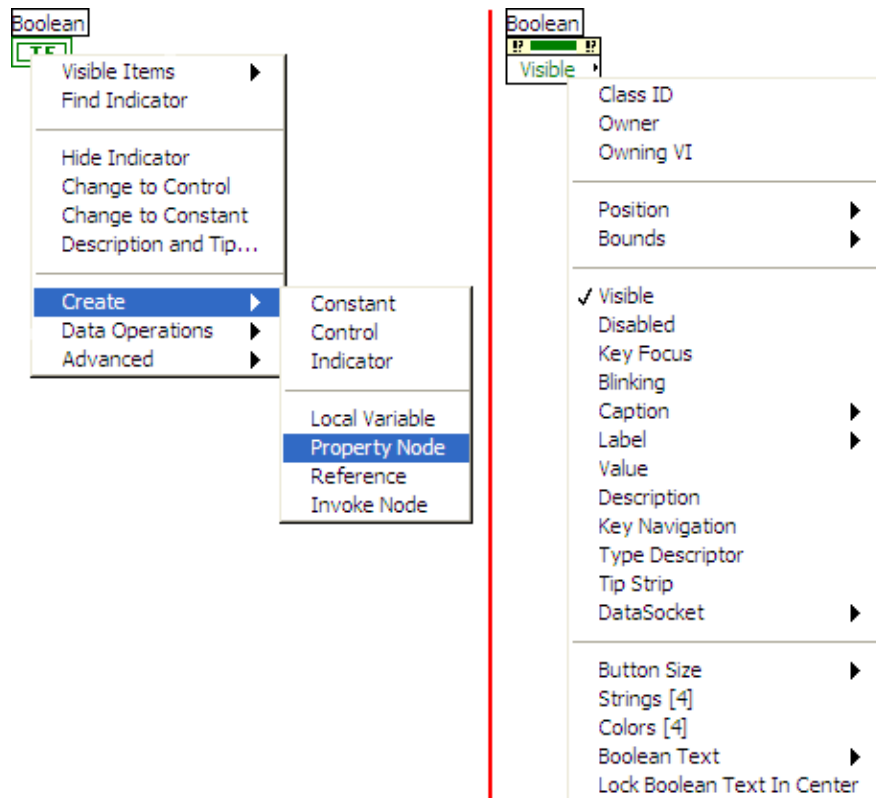 Boolean
TF
Visible Items
Find Indicator
Hide Indicator
Change to Control
Change to Constant
Description and Tip...
Create
Data Operations
Advanced
Constant
Control
Indicator
Local Variable
Property Node
Reference
Invoke Node
Boolean
!? !?
Visible
Class ID
Owner
Owning VI
Position
Bounds
✓ Visible
Disabled
Key Focus
Blinking
Caption
Label
Value
Description
Key Navigation
Type Descriptor
Tip Strip
DataSocket
Button Size
Strings [4]
Colors [4]
Boolean Text
Lock Boolean Text In Center